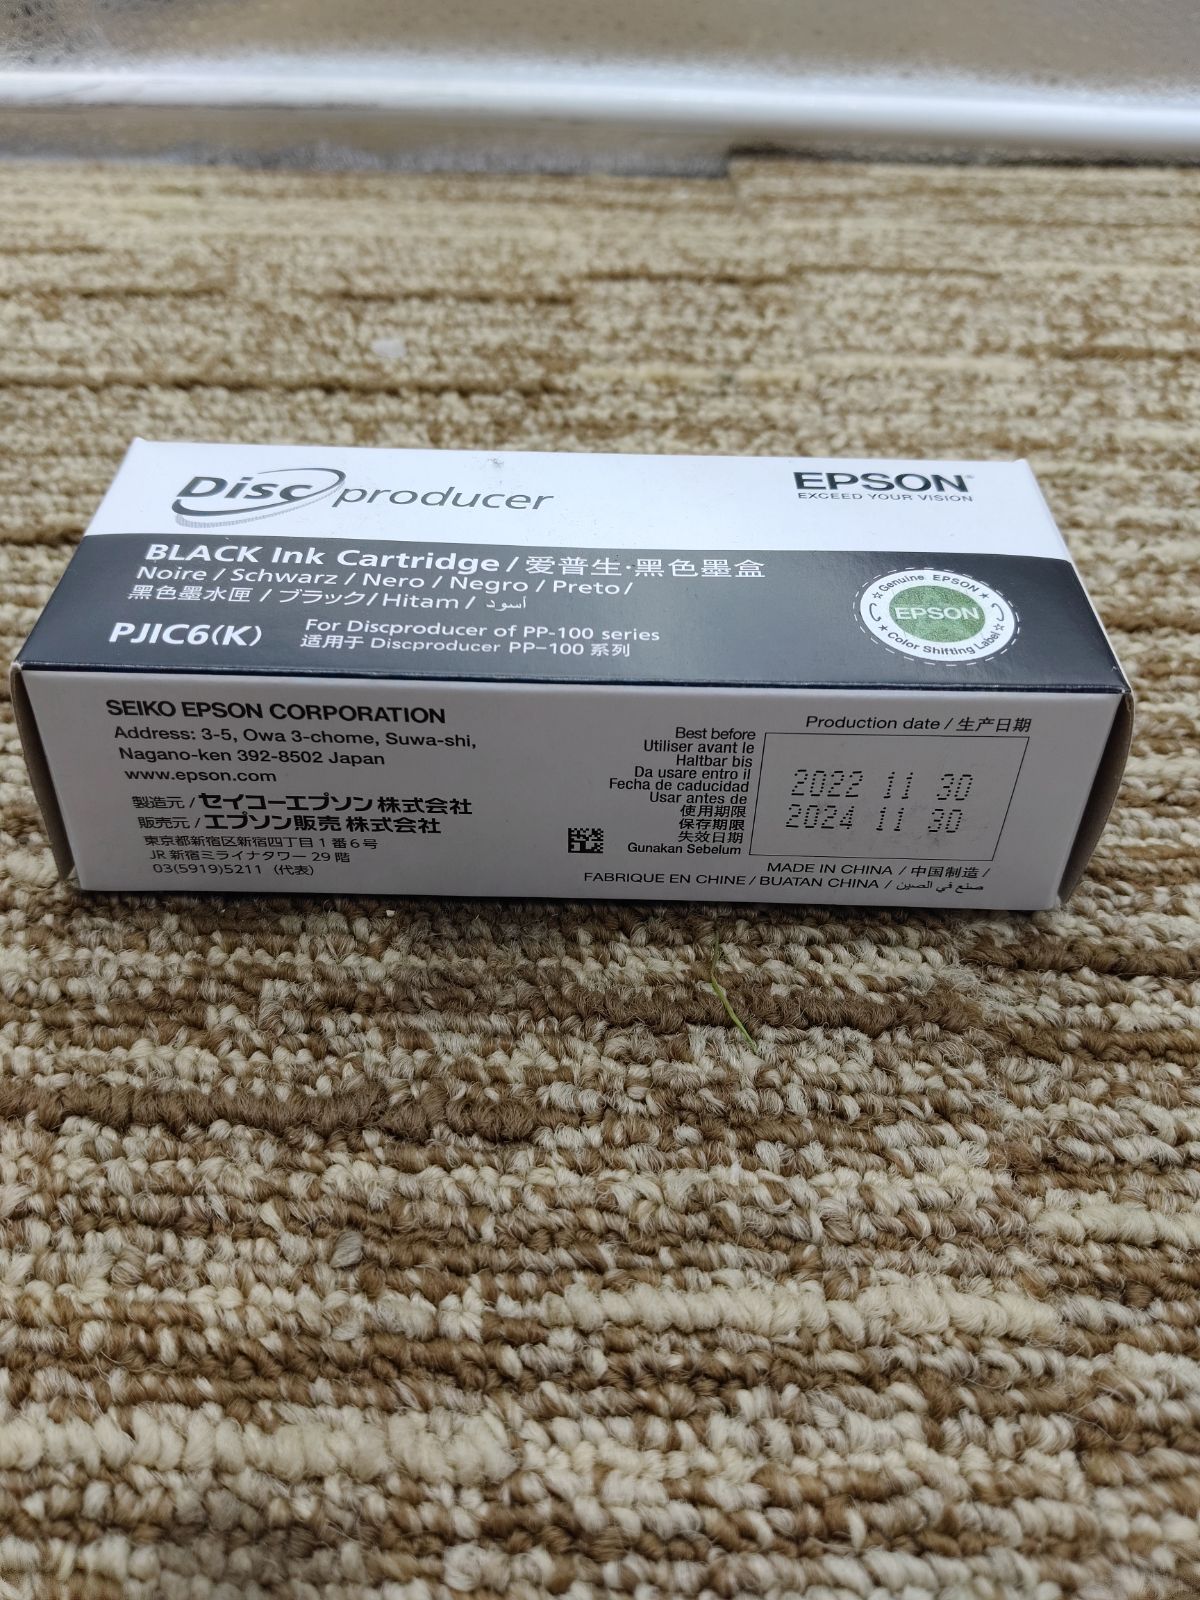 Disc producer
EPSON
EXCEED YOUR VISION
BLACK Ink Cartridge / 爱普生·黑色墨盒
Noire / Schwarz / Nero / Negro / Preto /
黑色墨水匣 / ブラック / Hitam / أسود
PJIC6(K)
For Discproducer of PP-100 series
适用于 Discproducer PP-100 系列
Genuine EPSON
EPSON
Color Shifting Label
SEIKO EPSON CORPORATION
Address: 3-5, Owa 3-chome, Suwa-shi,
Nagano-ken 392-8502 Japan
www.epson.com
製造元 / セイコーエプソン株式会社
販売元 / エプソン販売株式会社
東京都新宿区新宿四丁目1番6号
JR新宿ミライナタワー 29階
03(5919)5211（代表）
Production date / 生产日期
Best before
Utiliser avant le
Haltbar bis
Da usare entro il
Fecha de caducidad
Usar antes de
使用期限
保存期限
失效日期
Gunakan Sebelum
2022 11 30
2024 11 30
MADE IN CHINA / 中国制造 /
FABRIQUE EN CHINE / BUATAN CHINA / صنع في الصين